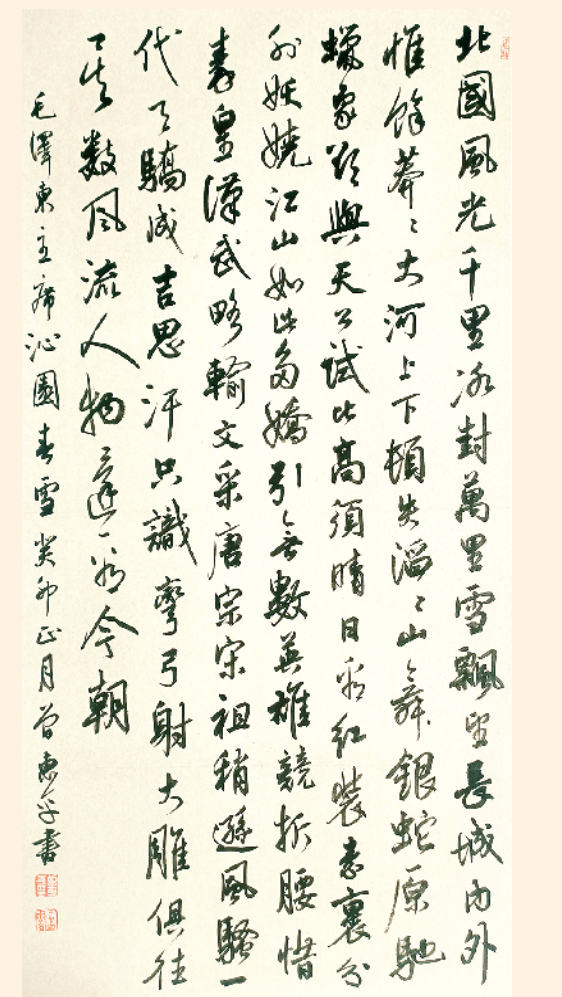 北國風光千里冰封萬里雪飄望長城內外
惟餘莽〻大河上下頓失滔〻山舞銀蛇原馳
蠟象欲與天公試比高須晴日看紅裝素裹分
外妖嬈江山如此多嬌引無數英雄競折腰惜
秦皇漢武略輸文采唐宗宋祖稍遜風騷一
代天驕成吉思汗只識彎弓射大雕俱往
矣數風流人物還看今朝
毛澤東主席沁園春雪癸卯正月曾惠孚書